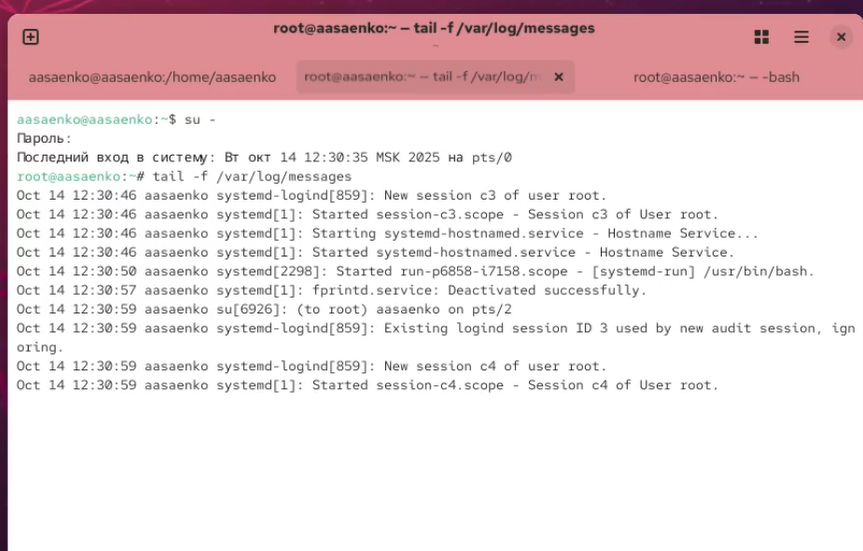 root@aasaenko:~ — tail -f /var/log/messages
~
aasaenko@aasaenko:/home/aasaenko
root@aasaenko:~ — tail -f /var/log/m
root@aasaenko:~ — -bash
aasaenko@aasaenko:~$ su -
Пароль:
Последний вход в систему: Вт окт 14 12:30:35 MSK 2025 на pts/0
root@aasaenko:~# tail -f /var/log/messages
Oct 14 12:30:46 aasaenko systemd-logind[859]: New session c3 of user root.
Oct 14 12:30:46 aasaenko systemd[1]: Started session-c3.scope - Session c3 of User root.
Oct 14 12:30:46 aasaenko systemd[1]: Starting systemd-hostnamed.service - Hostname Service...
Oct 14 12:30:46 aasaenko systemd[1]: Started systemd-hostnamed.service - Hostname Service.
Oct 14 12:30:50 aasaenko systemd[2298]: Started run-p6858-i7158.scope - [systemd-run] /usr/bin/bash.
Oct 14 12:30:57 aasaenko systemd[1]: fprintd.service: Deactivated successfully.
Oct 14 12:30:59 aasaenko su[6926]: (to root) aasaenko on pts/2
Oct 14 12:30:59 aasaenko systemd-logind[859]: Existing logind session ID 3 used by new audit session, ign
oring.
Oct 14 12:30:59 aasaenko systemd-logind[859]: New session c4 of user root.
Oct 14 12:30:59 aasaenko systemd[1]: Started session-c4.scope - Session c4 of User root.